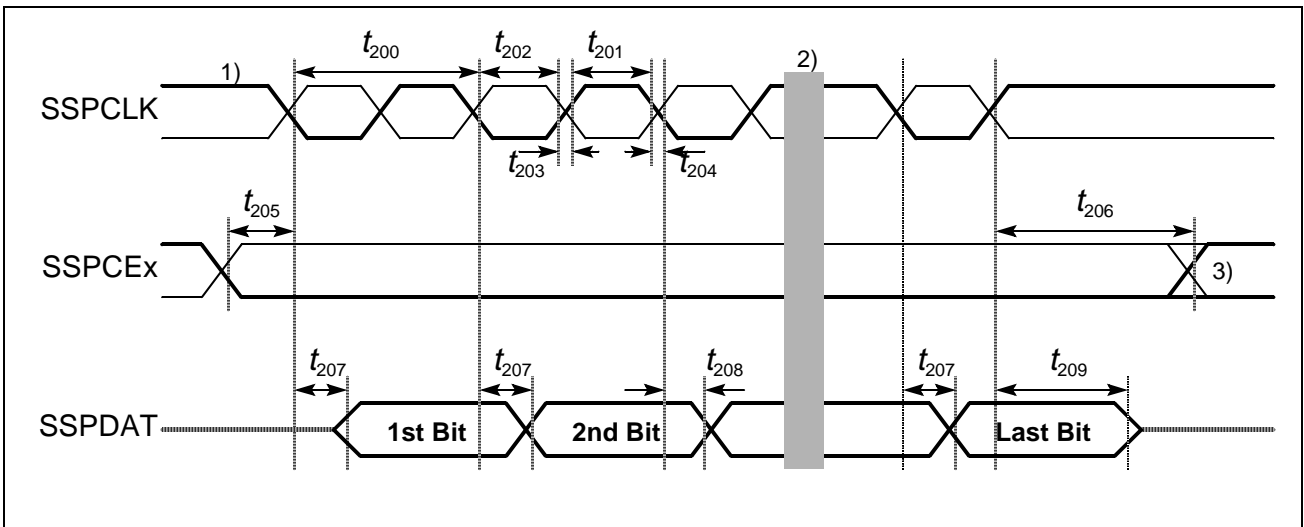 t200 t202 t201 2)
1)
SSPCLK
t203 t204
t205 t206
SSPCEx 3)
t207 t207 t208 t207 t209
SSPDAT 1st Bit 2nd Bit Last Bit